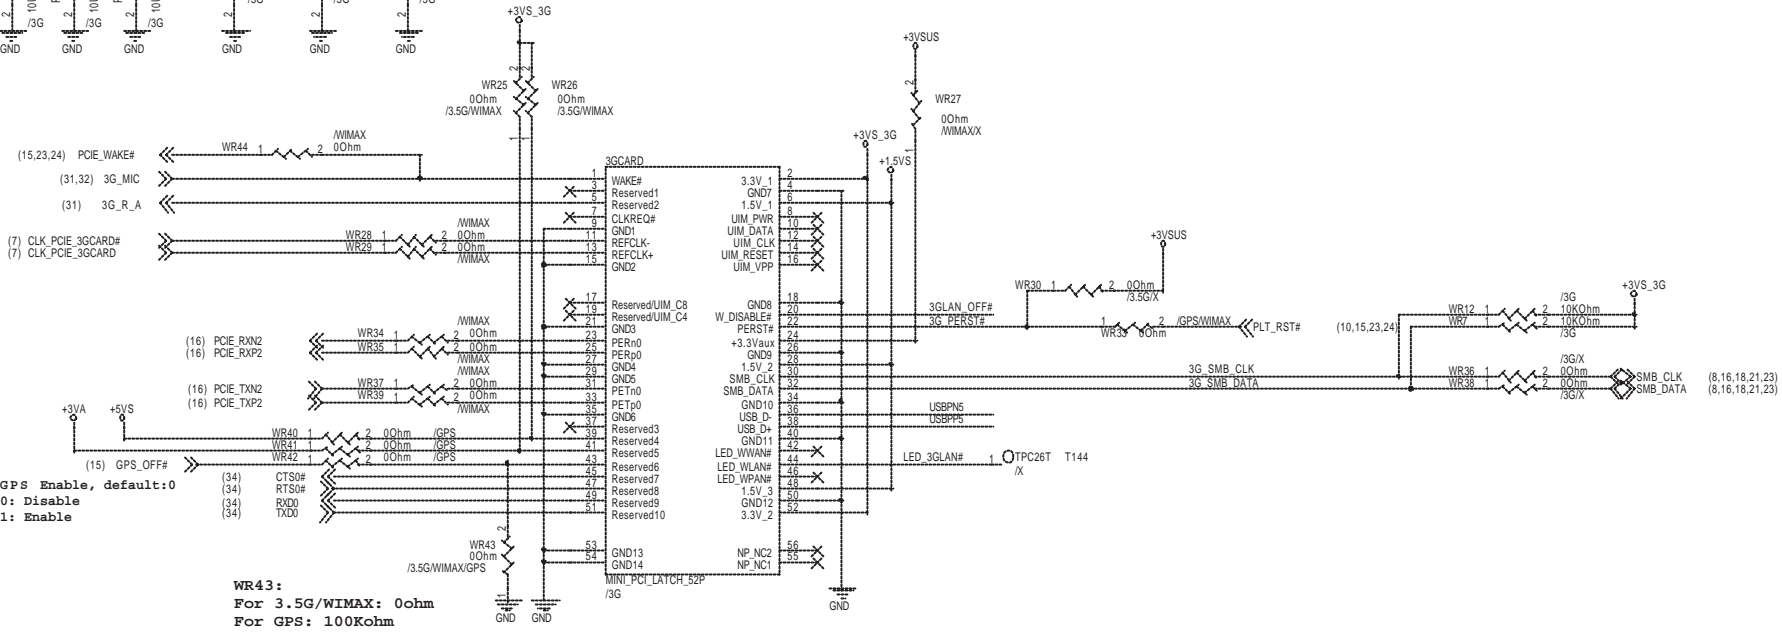 2 2 2 2 2 2
/3G /3G /3G /3G /3G /3G
GND GND GND GND GND GND
+3VS_3G
+3VSUS
WR25
0Ohm
/3.5G/WIMAX
WR26
0Ohm
/3.5G/WIMAX
WR27
0Ohm
/WIMAX/X
+3VS_3G
+1.5VS
(15,23,24) PCIE_WAKE# WR44 1 2 /WIMAX 0Ohm
(31,32) 3G_MIC
(31) 3G_R_A
(7) CLK_PCIE_3GCARD# WR28 1 2 0Ohm /WIMAX
(7) CLK_PCIE_3GCARD WR29 1 2 0Ohm /WIMAX
(16) PCIE_RXN2 WR34 1 2 0Ohm /WIMAX
(16) PCIE_RXP2 WR35 1 2 0Ohm /WIMAX
(16) PCIE_TXN2 WR37 1 2 0Ohm /WIMAX
(16) PCIE_TXP2 WR39 1 2 0Ohm /WIMAX
+3VA +5VS
WR40 1 2 0Ohm /GPS
WR41 1 2 0Ohm /GPS
(15) GPS_OFF# WR42 1 2 0Ohm /GPS
(34) CTS0#
(34) RTS0#
(34) RXD0
(34) TXD0
GPS Enable, default:0
0: Disable
1: Enable
WR43
0Ohm
/3.5G/WIMAX/GPS
2
1
GND GND
WR43:
For 3.5G/WIMAX: 0ohm
For GPS: 100Kohm
3GCARD
1 WAKE#
3 Reserved1
5 Reserved2
7 CLKREQ#
9 GND1
11 REFCLK-
13 REFCLK+
15 GND2
17 Reserved/UIM_C8
19 Reserved/UIM_C4
21 GND3
23 PERn0
25 PERp0
27 GND4
29 GND5
31 PETn0
33 PETp0
35 GND6
37 Reserved3
39 Reserved4
41 Reserved5
43 Reserved6
45 Reserved7
47 Reserved8
49 Reserved9
51 Reserved10
53 GND13
54 GND14
3.3V_1 2
GND7 4
1.5V_1 6
UIM_PWR 8
UIM_DATA 10
UIM_CLK 12
UIM_RESET 14
UIM_VPP 16
GND8 18
W_DISABLE# 20
PERST# 22
+3.3Vaux 24
GND9 26
1.5V_2 28
SMB_CLK 30
SMB_DATA 32
GND10 34
USB_D- 36
USB_D+ 38
GND11 40
LED_WWAN# 42
LED_WLAN# 44
LED_WPAN# 46
1.5V_3 48
GND12 50
3.3V_2 52
NP_NC2 56
NP_NC1 55
MINI_PCI_LATCH_52P
/3G
GND
3GLAN_OFF#
3G_PERST#
+3VSUS
WR30 1 2 0Ohm
/3.5G/X
1 2 /GPS/WIMAX
WR33 0Ohm
PLT_RST# (10,15,23,24)
+3VS_3G
WR12 1 2 /3G 10KOhm
WR7 1 2 10KOhm /3G
3G_SMB_CLK WR36 1 2 /3G/X 0Ohm SMB_CLK (8,16,18,21,23)
3G_SMB_DATA WR38 1 2 0Ohm /3G/X SMB_DATA (8,16,18,21,23)
USBPN5
USBPP5
LED_3GLAN# 1 TPC26T T144
/X